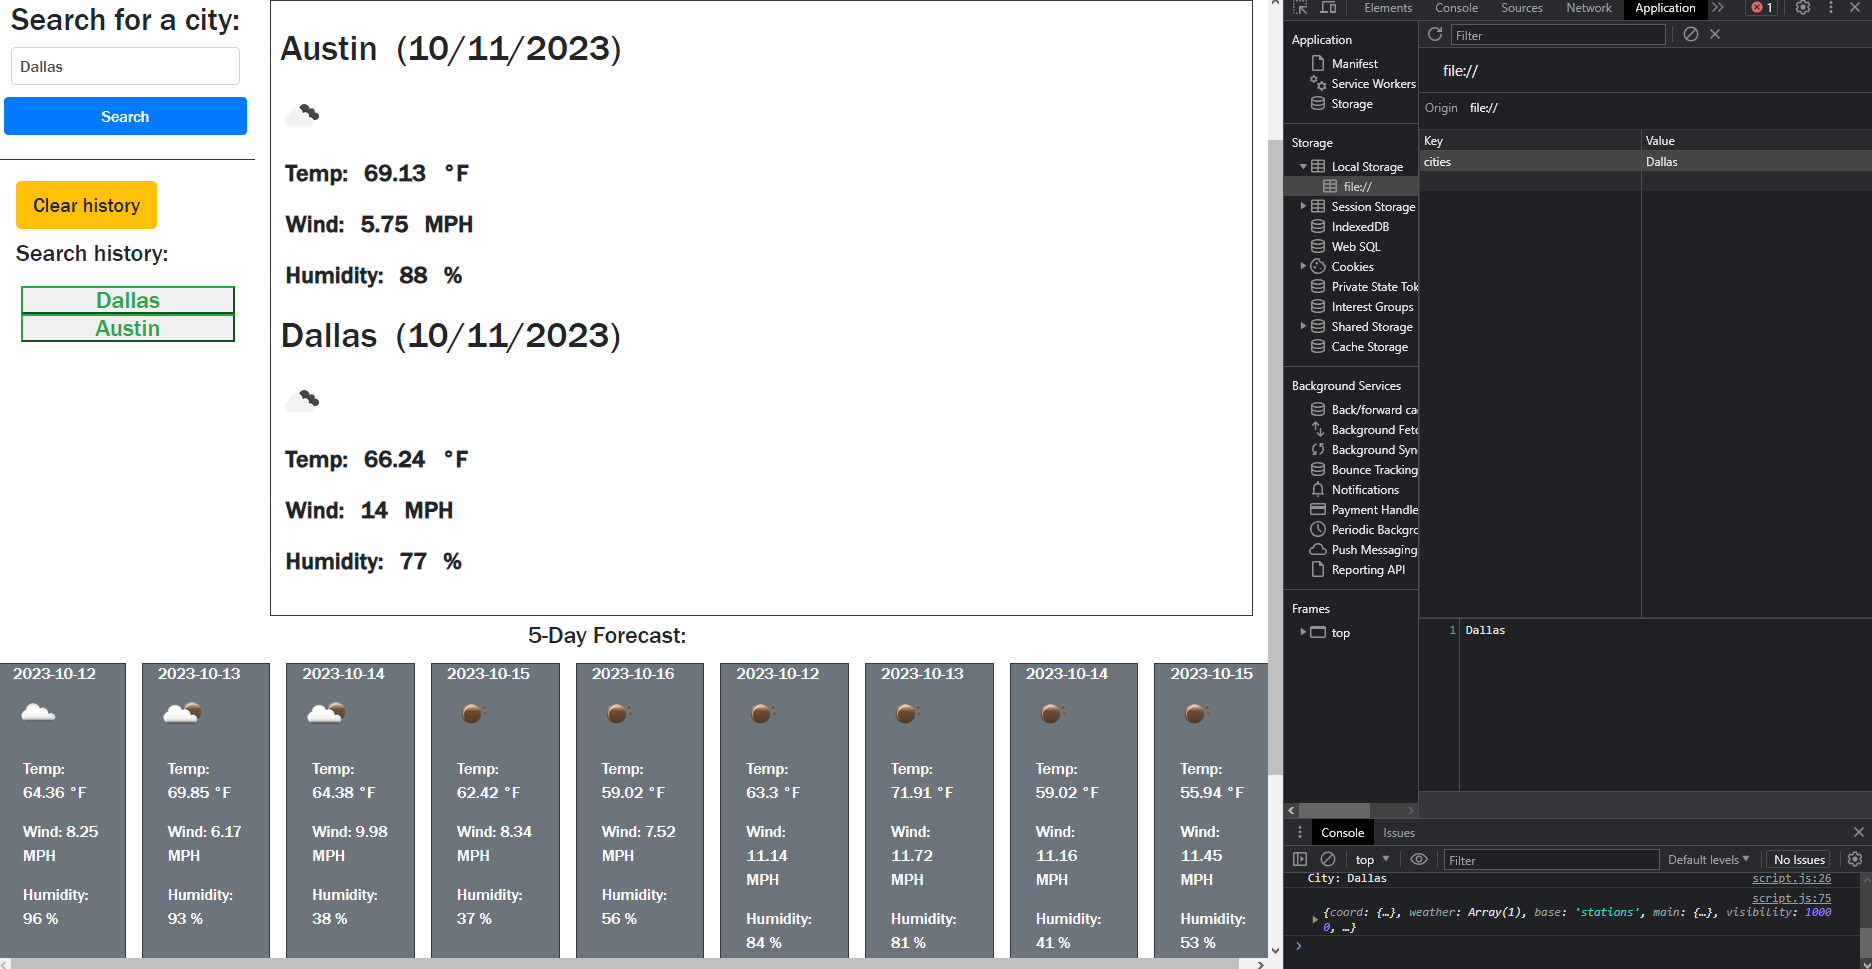 Search for a city:
Dallas
Search
Clear history
Search history:
Dallas
Austin
Austin (10/11/2023)
Temp: 69.13 °F
Wind: 5.75 MPH
Humidity: 88 %
Dallas (10/11/2023)
Temp: 66.24 °F
Wind: 14 MPH
Humidity: 77 %
5-Day Forecast:
2023-10-12
Temp:
64.36 °F
Wind: 8.25
MPH
Humidity:
96 %
2023-10-13
Temp:
69.85 °F
Wind: 6.17
MPH
Humidity:
93 %
2023-10-14
Temp:
64.38 °F
Wind: 9.98
MPH
Humidity:
38 %
2023-10-15
Temp:
62.42 °F
Wind: 8.34
MPH
Humidity:
37 %
2023-10-16
Temp:
59.02 °F
Wind: 7.52
MPH
Humidity:
56 %
2023-10-12
Temp:
63.3 °F
Wind:
11.14
MPH
Humidity:
84 %
2023-10-13
Temp:
71.91 °F
Wind:
11.72
MPH
Humidity:
81 %
2023-10-14
Temp:
59.02 °F
Wind:
11.16
MPH
Humidity:
41 %
2023-10-15
Temp:
55.94 °F
Wind:
11.45
MPH
Humidity:
53 %
Elements Console Sources Network Application 1
Application
Manifest
Service Workers
Storage
Storage
Local Storage
file://
Session Storage
IndexedDB
Web SQL
Cookies
Private State Tok
Interest Groups
Shared Storage
Cache Storage
Background Services
Back/forward ca
Background Fetc
Background Syn
Bounce Tracking
Notifications
Payment Handle
Periodic Backgro
Push Messaging
Reporting API
Frames
top
Filter
file://
Origin file://
Key Value
cities Dallas
1 Dallas
Console Issues
top Filter Default levels No Issues
City: Dallas script.js:26
script.js:75
{coord: {…}, weather: Array(1), base: 'stations', main: {…}, visibility: 1000
0, …}